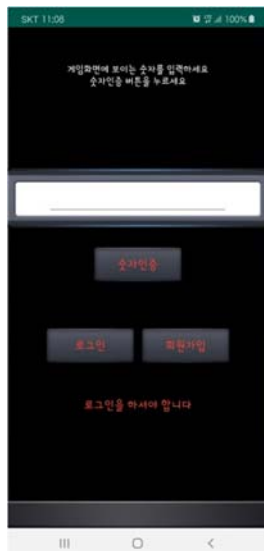 SKT 11:08 100%
게임화면에 보이는 숫자를 입력하세요
숫자인증 버튼을 누르세요
숫자인증
로그인 회원가입
로그인을 하셔야 합니다